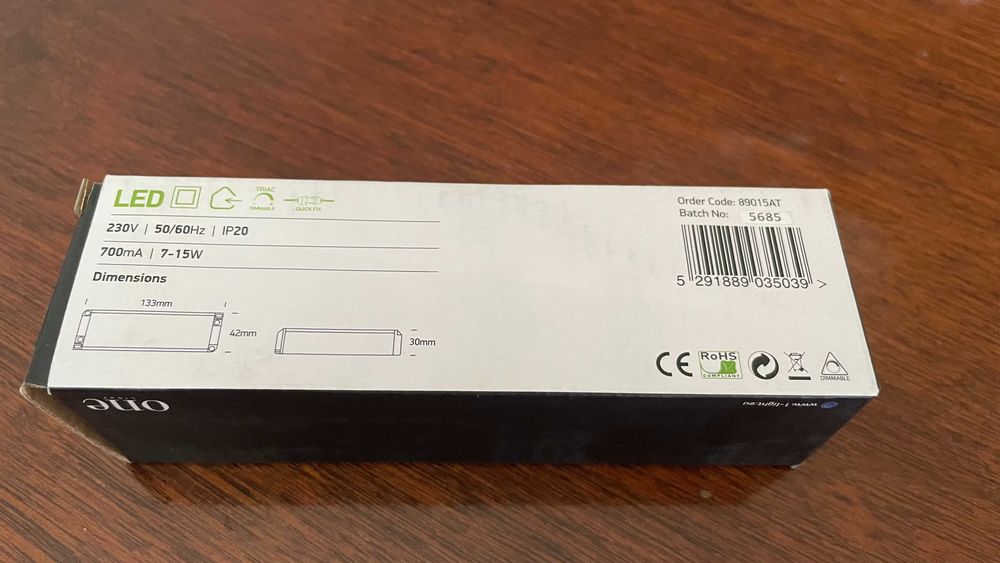 LED
TRIAC
DIMMABLE
QUICK FIX
230V | 50/60Hz | IP20
700mA | 7-15W
Dimensions
133mm
42mm
30mm
Order Code: 89015AT
Batch No: 5685
5 291889 035039 >
CE
RoHS
COMPLIANT
DIMMABLE
one
LIGHT
www.1-light.eu